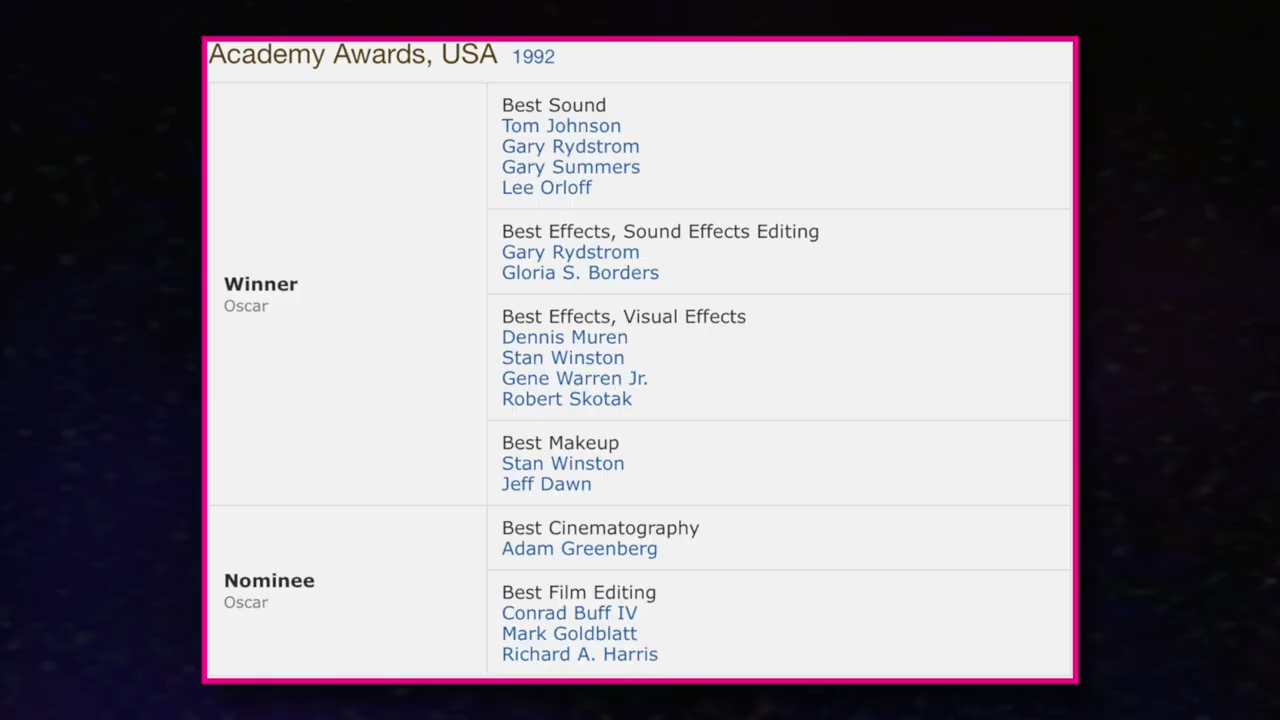 Academy Awards, USA 1992
Winner
Oscar
Best Sound
Tom Johnson
Gary Rydstrom
Gary Summers
Lee Orloff
Best Effects, Sound Effects Editing
Gary Rydstrom
Gloria S. Borders
Best Effects, Visual Effects
Dennis Muren
Stan Winston
Gene Warren Jr.
Robert Skotak
Best Makeup
Stan Winston
Jeff Dawn
Nominee
Oscar
Best Cinematography
Adam Greenberg
Best Film Editing
Conrad Buff IV
Mark Goldblatt
Richard A. Harris